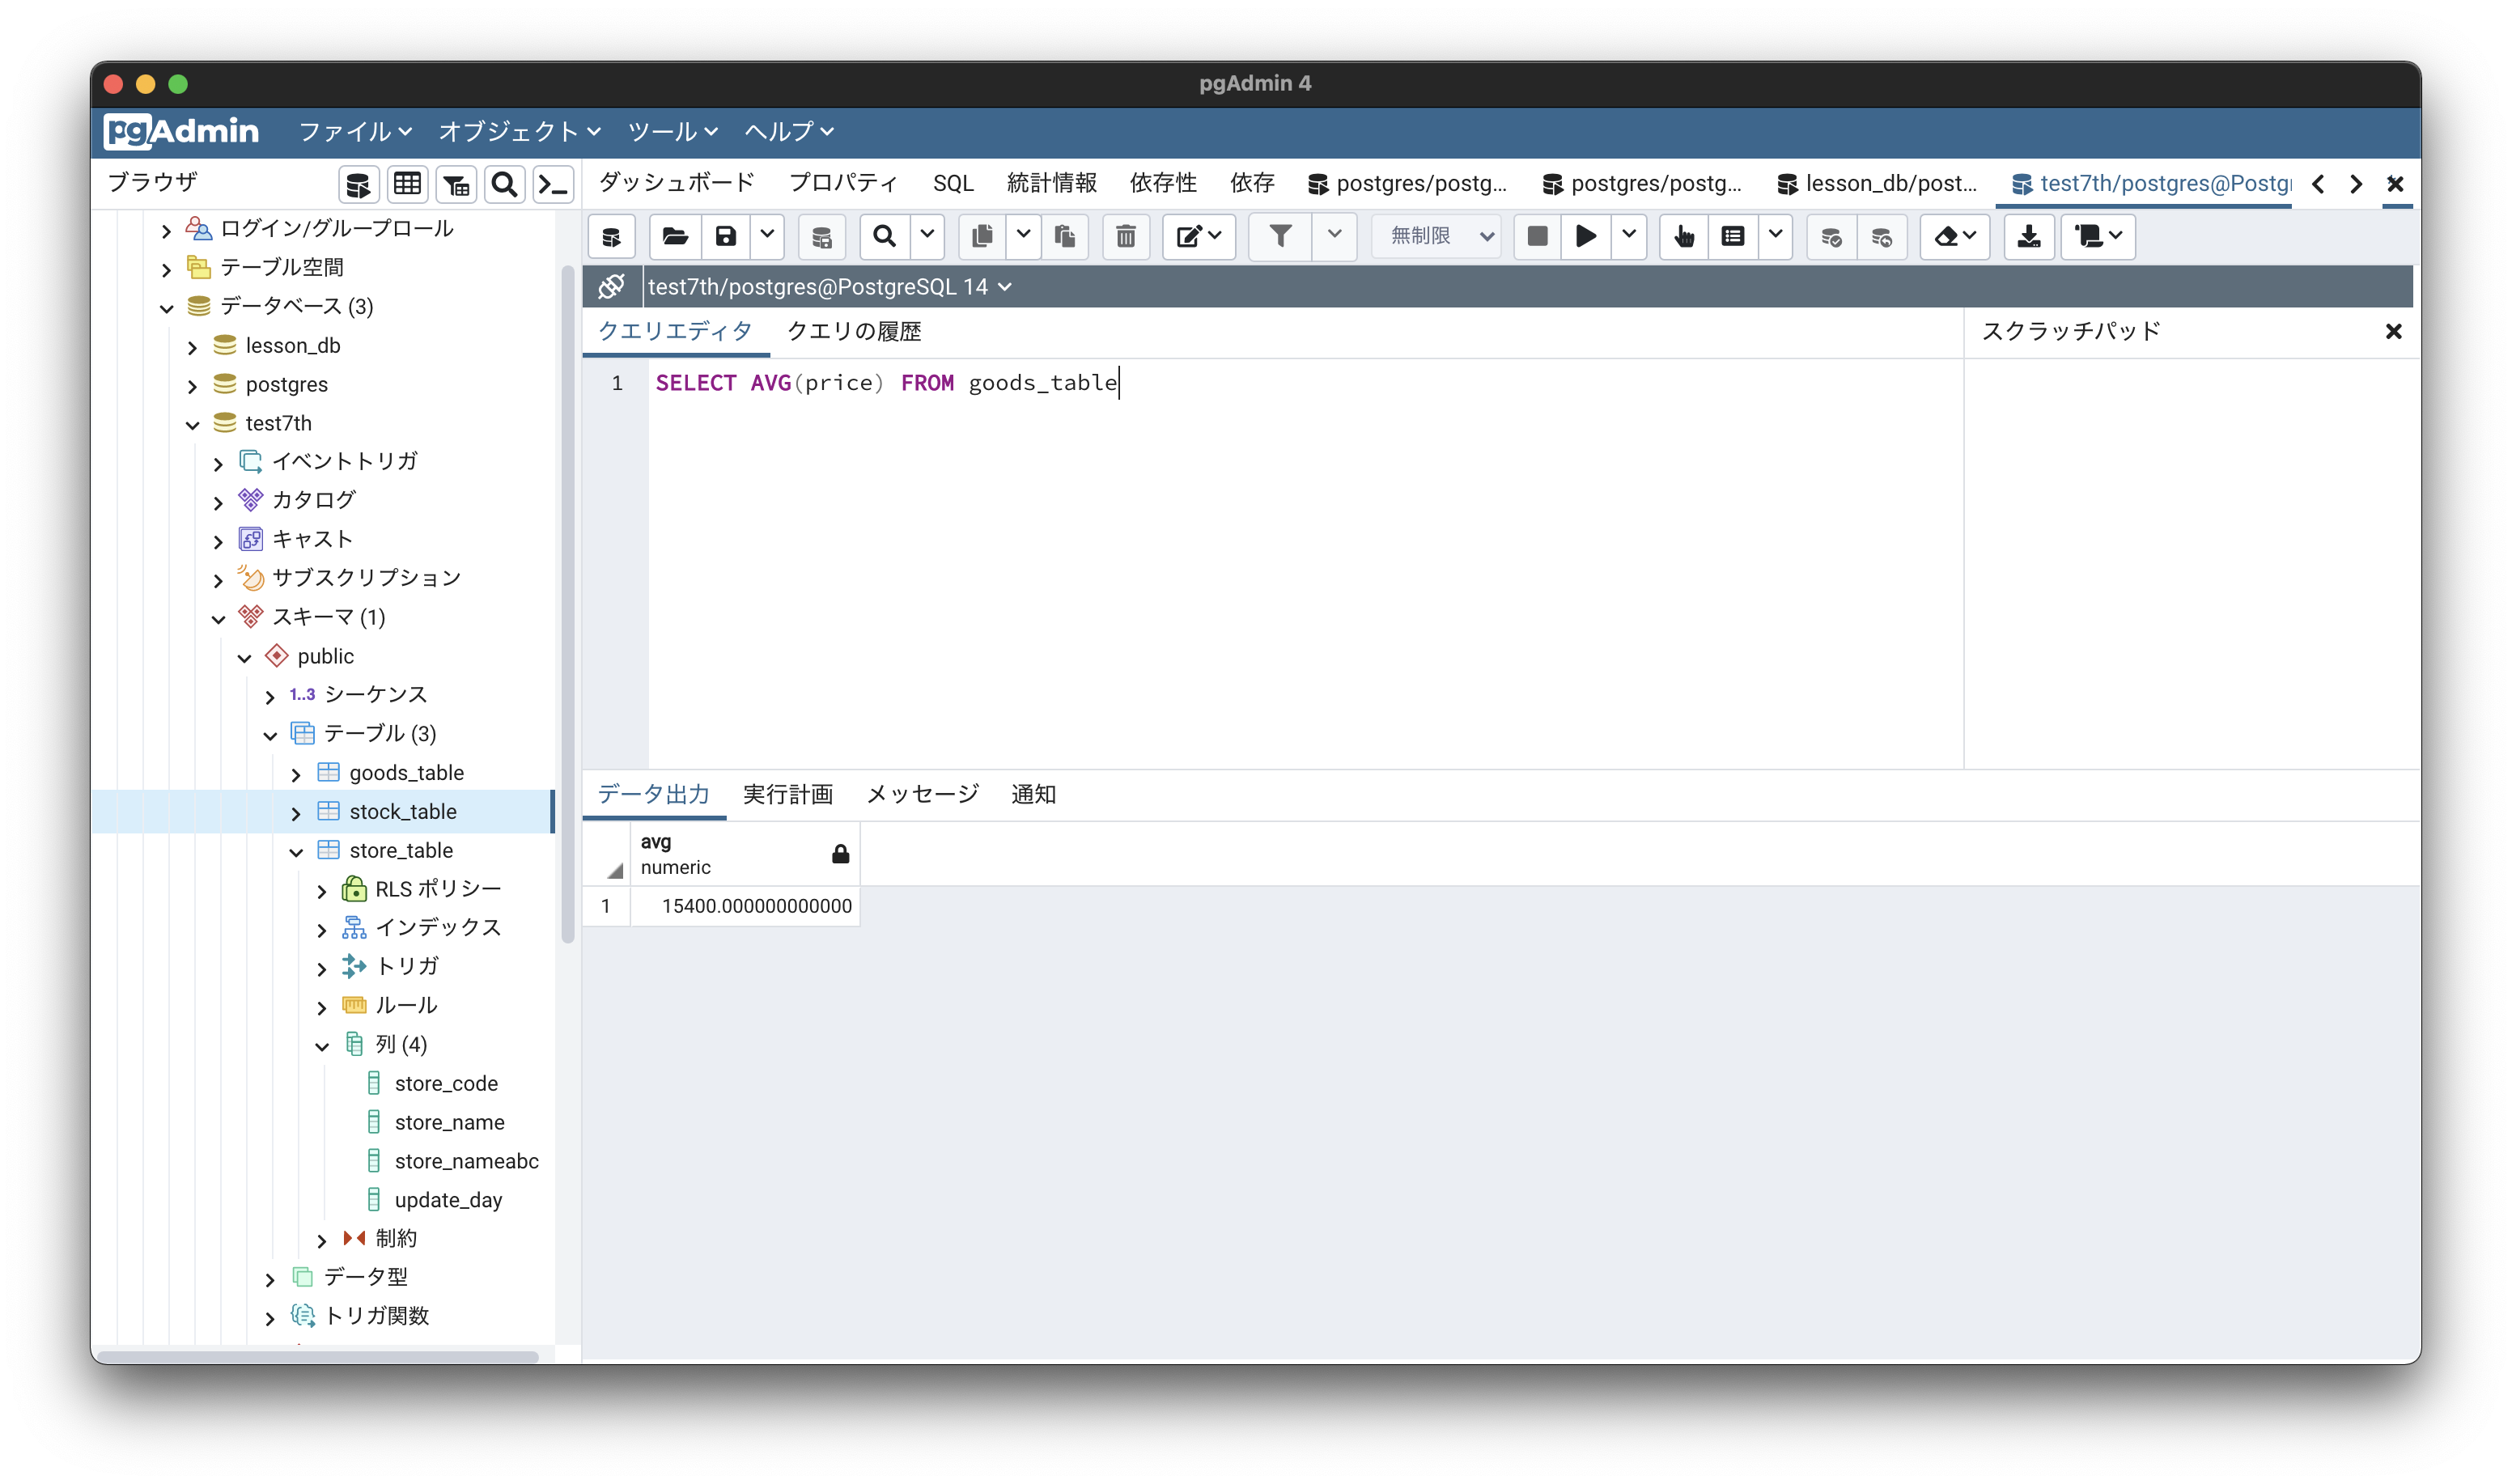 pgAdmin 4
pgAdmin ファイル オブジェクト ツール ヘルプ
ブラウザ
ダッシュボード プロパティ SQL 統計情報 依存性 依存 postgres/postg... postgres/postg... lesson_db/post... test7th/postgres@Postgr
ログイン/グループロール
テーブル空間
データベース (3)
lesson_db
postgres
test7th
イベントトリガ
カタログ
キャスト
サブスクリプション
スキーマ (1)
public
1..3 シーケンス
テーブル (3)
goods_table
stock_table
store_table
RLS ポリシー
インデックス
トリガ
ルール
列 (4)
store_code
store_name
store_nameabc
update_day
制約
データ型
トリガ関数
無制限
test7th/postgres@PostgreSQL 14
クエリエディタ クエリの履歴
スクラッチパッド
1 SELECT AVG(price) FROM goods_table
データ出力 実行計画 メッセージ 通知
avg
numeric
1 15400.000000000000